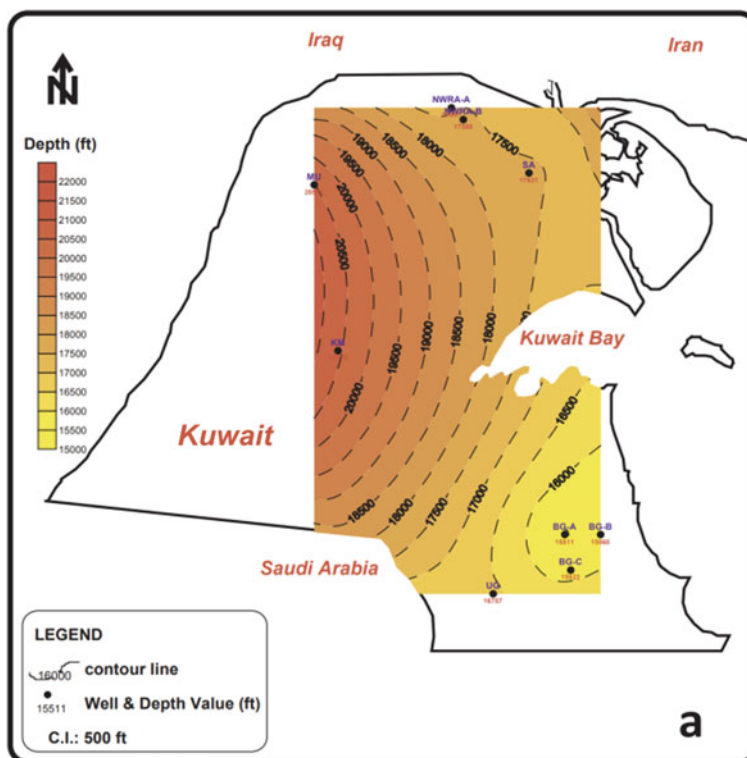 Iraq
Iran
N
NWRA-A
Depth (ft)
22000
21500
21000
20500
20000
19500
19000
18500
18000
17500
17000
16500
16000
15500
15000
19000
18500
18000
17500
19500
MU
SA
20000
20500
Kuwait Bay
18000
18500
19000
19500
20000
16500
Kuwait
16000
18500
18000
17500
17000
BG-A
BG-B
15511
BG-C
Saudi Arabia
UG
LEGEND
16000
contour line
15511
Well & Depth Value (ft)
C.I.: 500 ft
a